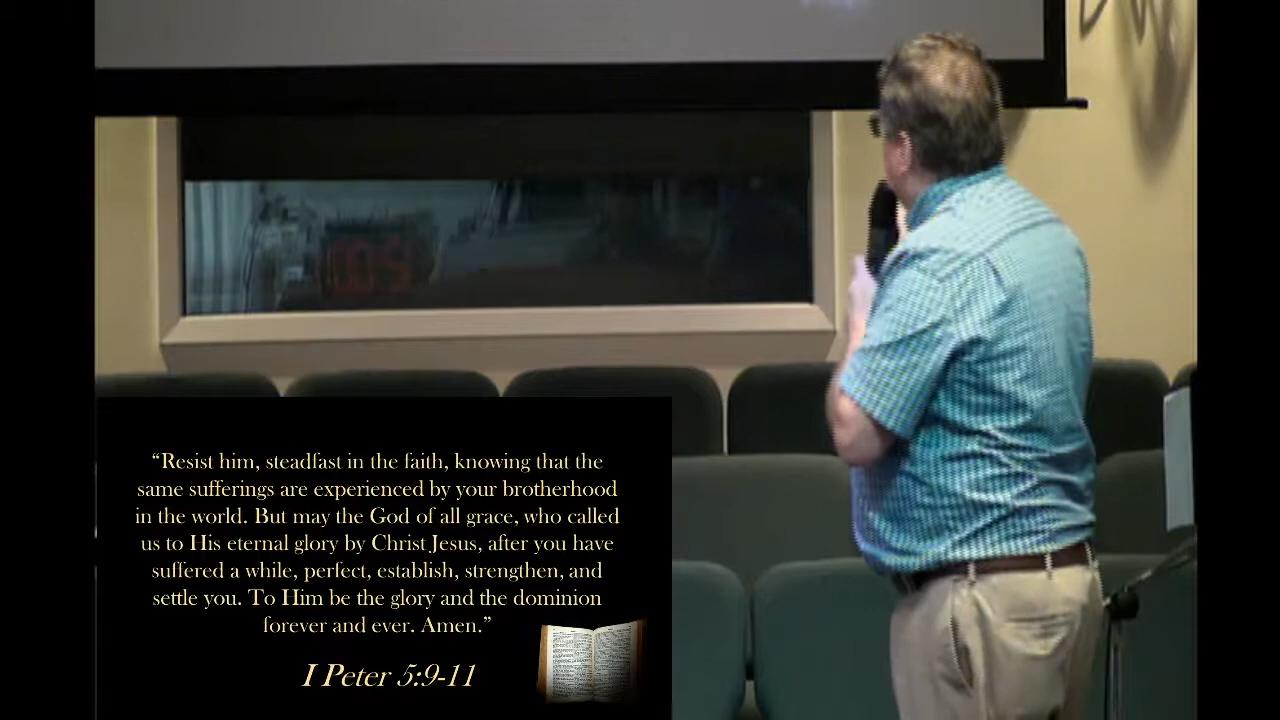 “Resist him, steadfast in the faith, knowing that the
same sufferings are experienced by your brotherhood
in the world. But may the God of all grace, who called
us to His eternal glory by Christ Jesus, after you have
suffered a while, perfect, establish, strengthen, and
settle you. To Him be the glory and the dominion
forever and ever. Amen.”
I Peter 5:9-11